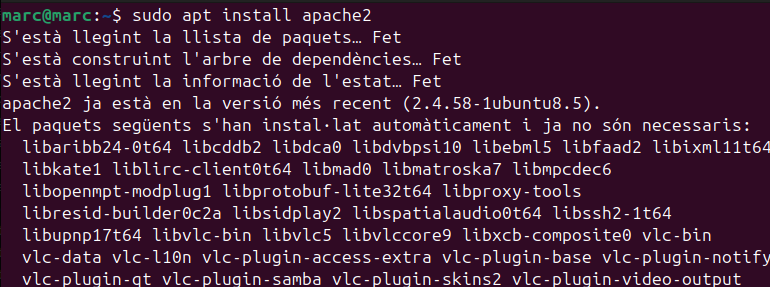 marc@marc:~$ sudo apt install apache2
S'està llegint la llista de paquets… Fet
S'està construint l'arbre de dependències… Fet
S'està llegint la informació de l'estat… Fet
apache2 ja està en la versió més recent (2.4.58-1ubuntu8.5).
El paquets següents s'han instal·lat automàticament i ja no són necessaris:
libaribb24-0t64 libcddb2 libdca0 libdvbpsi10 libebml5 libfaad2 libixml11t64
libkate1 liblirc-client0t64 libmad0 libmatroska7 libmpcdec6
libopenmpt-modplug1 libprotobuf-lite32t64 libproxy-tools
libresid-builder0c2a libsidplay2 libspatialaudio0t64 libssh2-1t64
libupnp17t64 libvlc-bin libvlc5 libvlccore9 libxcb-composite0 vlc-bin
vlc-data vlc-l10n vlc-plugin-access-extra vlc-plugin-base vlc-plugin-notify
vlc-plugin-qt vlc-plugin-samba vlc-plugin-skins2 vlc-plugin-video-output